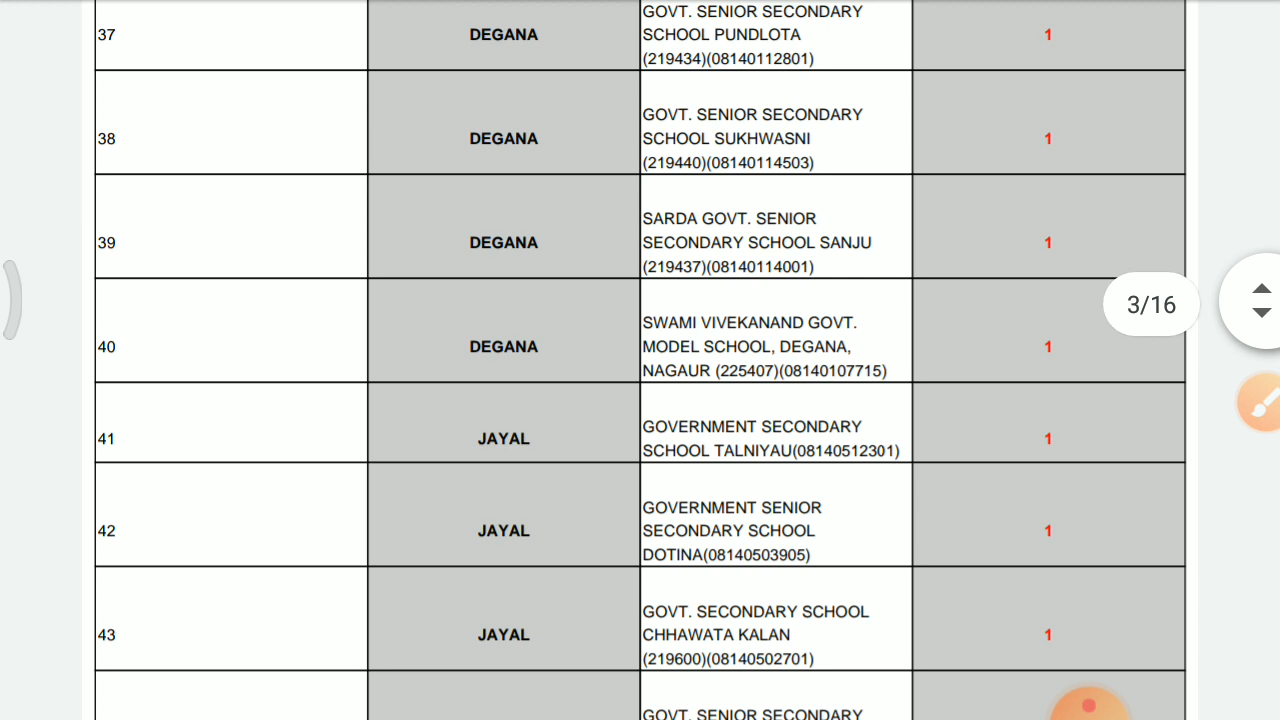 37
DEGANA
GOVT. SENIOR SECONDARY
SCHOOL PUNDLOTA
(219434)(08140112801)
1
38
DEGANA
GOVT. SENIOR SECONDARY
SCHOOL SUKHWASNI
(219440)(08140114503)
1
39
DEGANA
SARDA GOVT. SENIOR
SECONDARY SCHOOL SANJU
(219437)(08140114001)
1
3/16
40
DEGANA
SWAMI VIVEKANAND GOVT.
MODEL SCHOOL, DEGANA,
NAGAUR (225407)(08140107715)
1
41
JAYAL
GOVERNMENT SECONDARY
SCHOOL TALNIYAU(08140512301)
1
42
JAYAL
GOVERNMENT SENIOR
SECONDARY SCHOOL
DOTINA(08140503905)
1
43
JAYAL
GOVT. SECONDARY SCHOOL
CHHAWATA KALAN
(219600)(08140502701)
1
GOVT. SENIOR SECONDARY